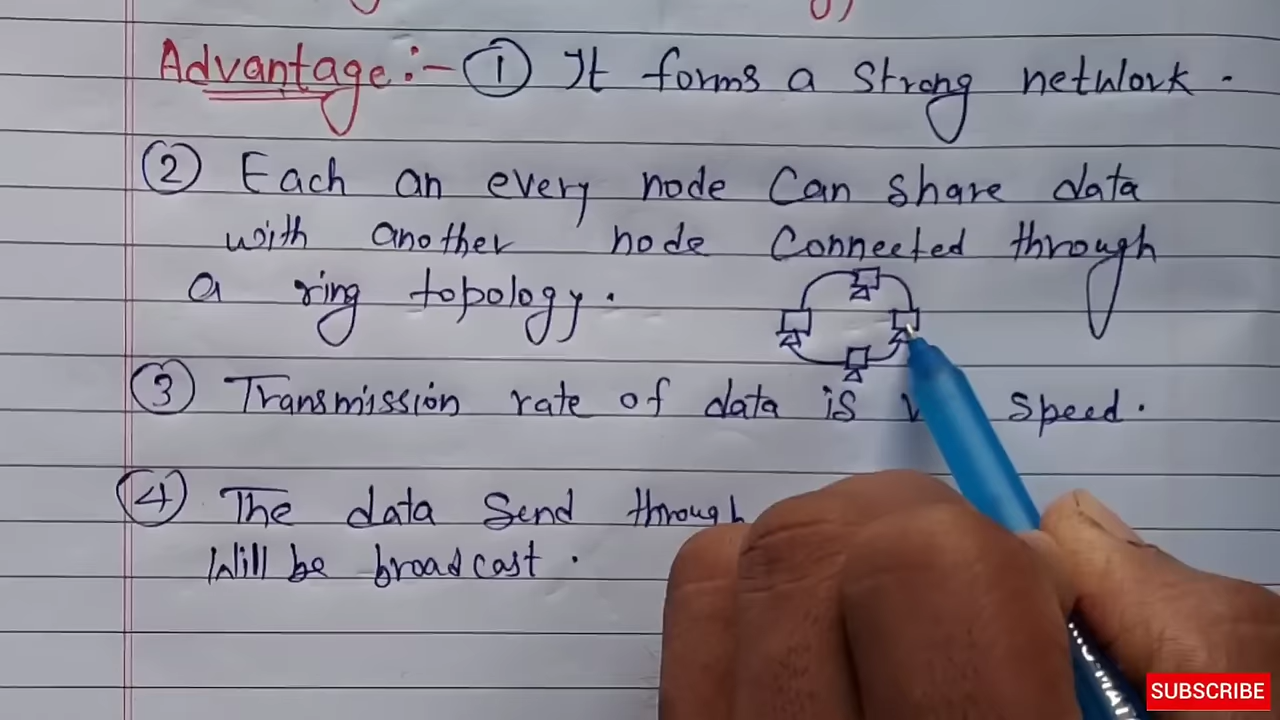 Advantage :- ① It forms a strong network.
② Each an every node can share data
with another node connected through
a ring topology.
③ Transmission rate of data is speed.
④ The data send through
will be broadcast.
SUBSCRIBE